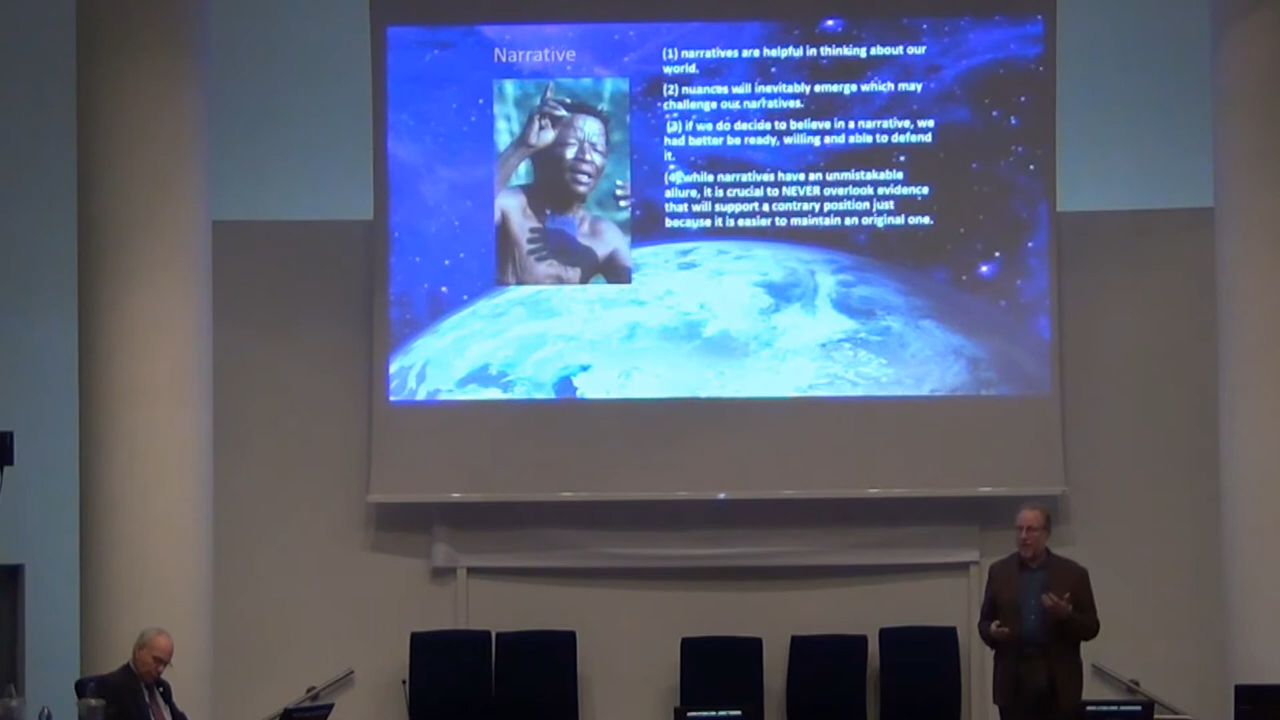 Narrative
(1) narratives are helpful in thinking about our
world.
(2) nuances will inevitably emerge which may
challenge our narratives.
(3) if we do decide to believe in a narrative, we
had better be ready, willing and able to defend
it.
(4) while narratives have an unmistakable
allure, it is crucial to NEVER overlook evidence
that will support a contrary position just
because it is easier to maintain an original one.